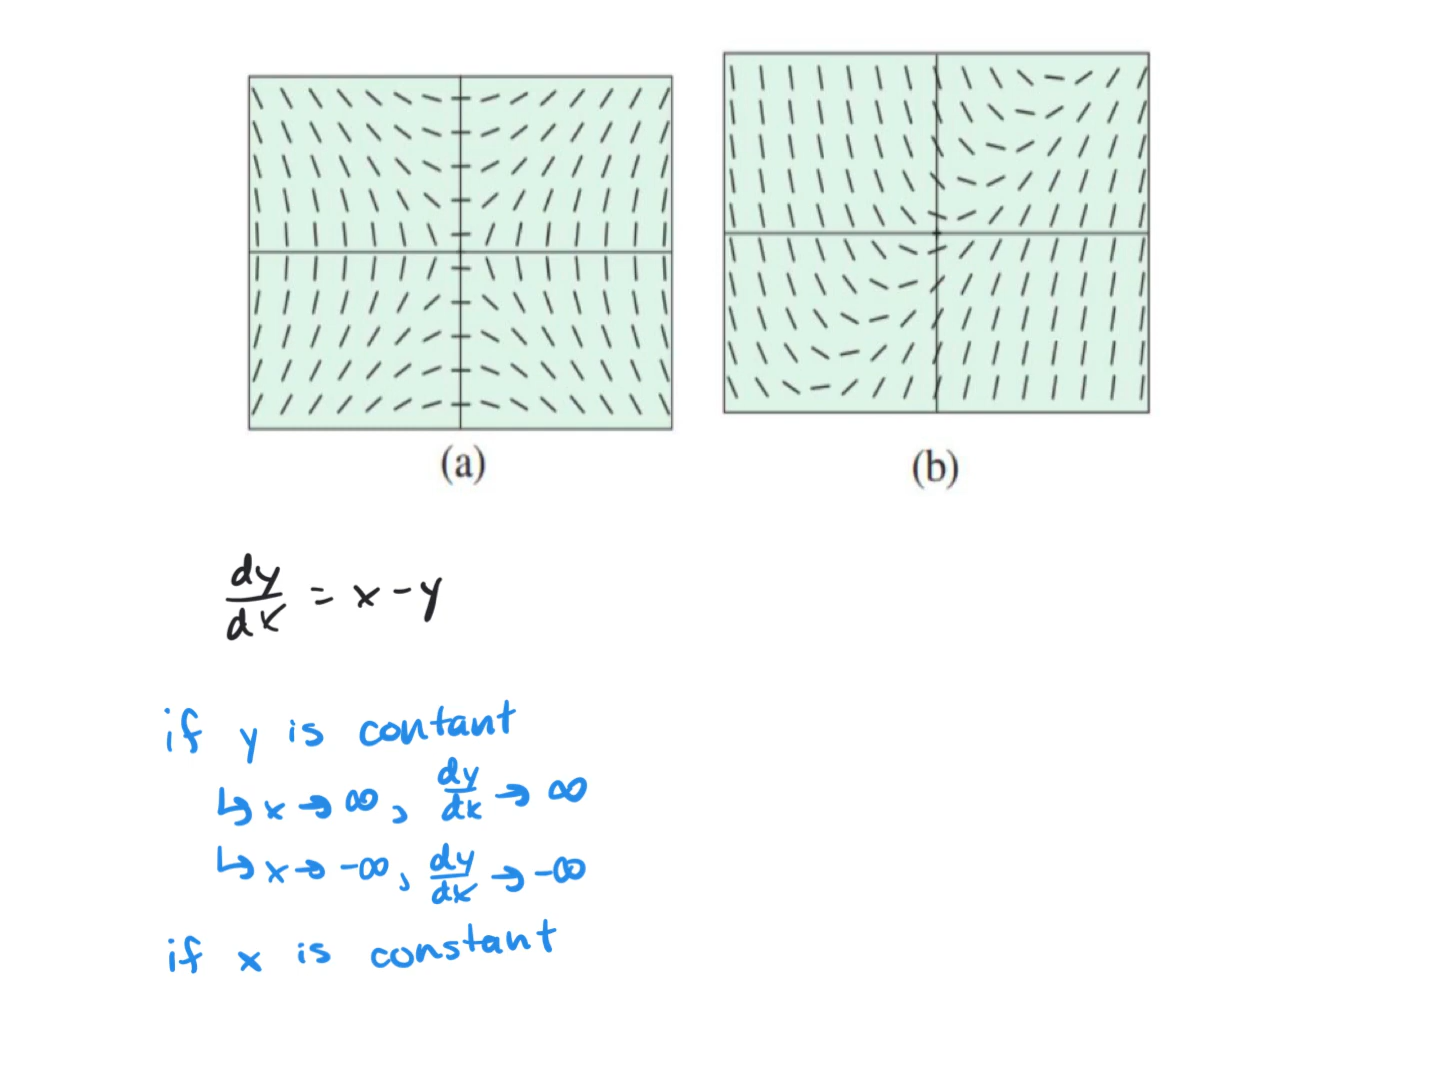 (a) (b)
dy/dx = x - y
if y is contant
↳ x → ∞, dy/dx → ∞
↳ x → -∞, dy/dx → -∞
if x is constant